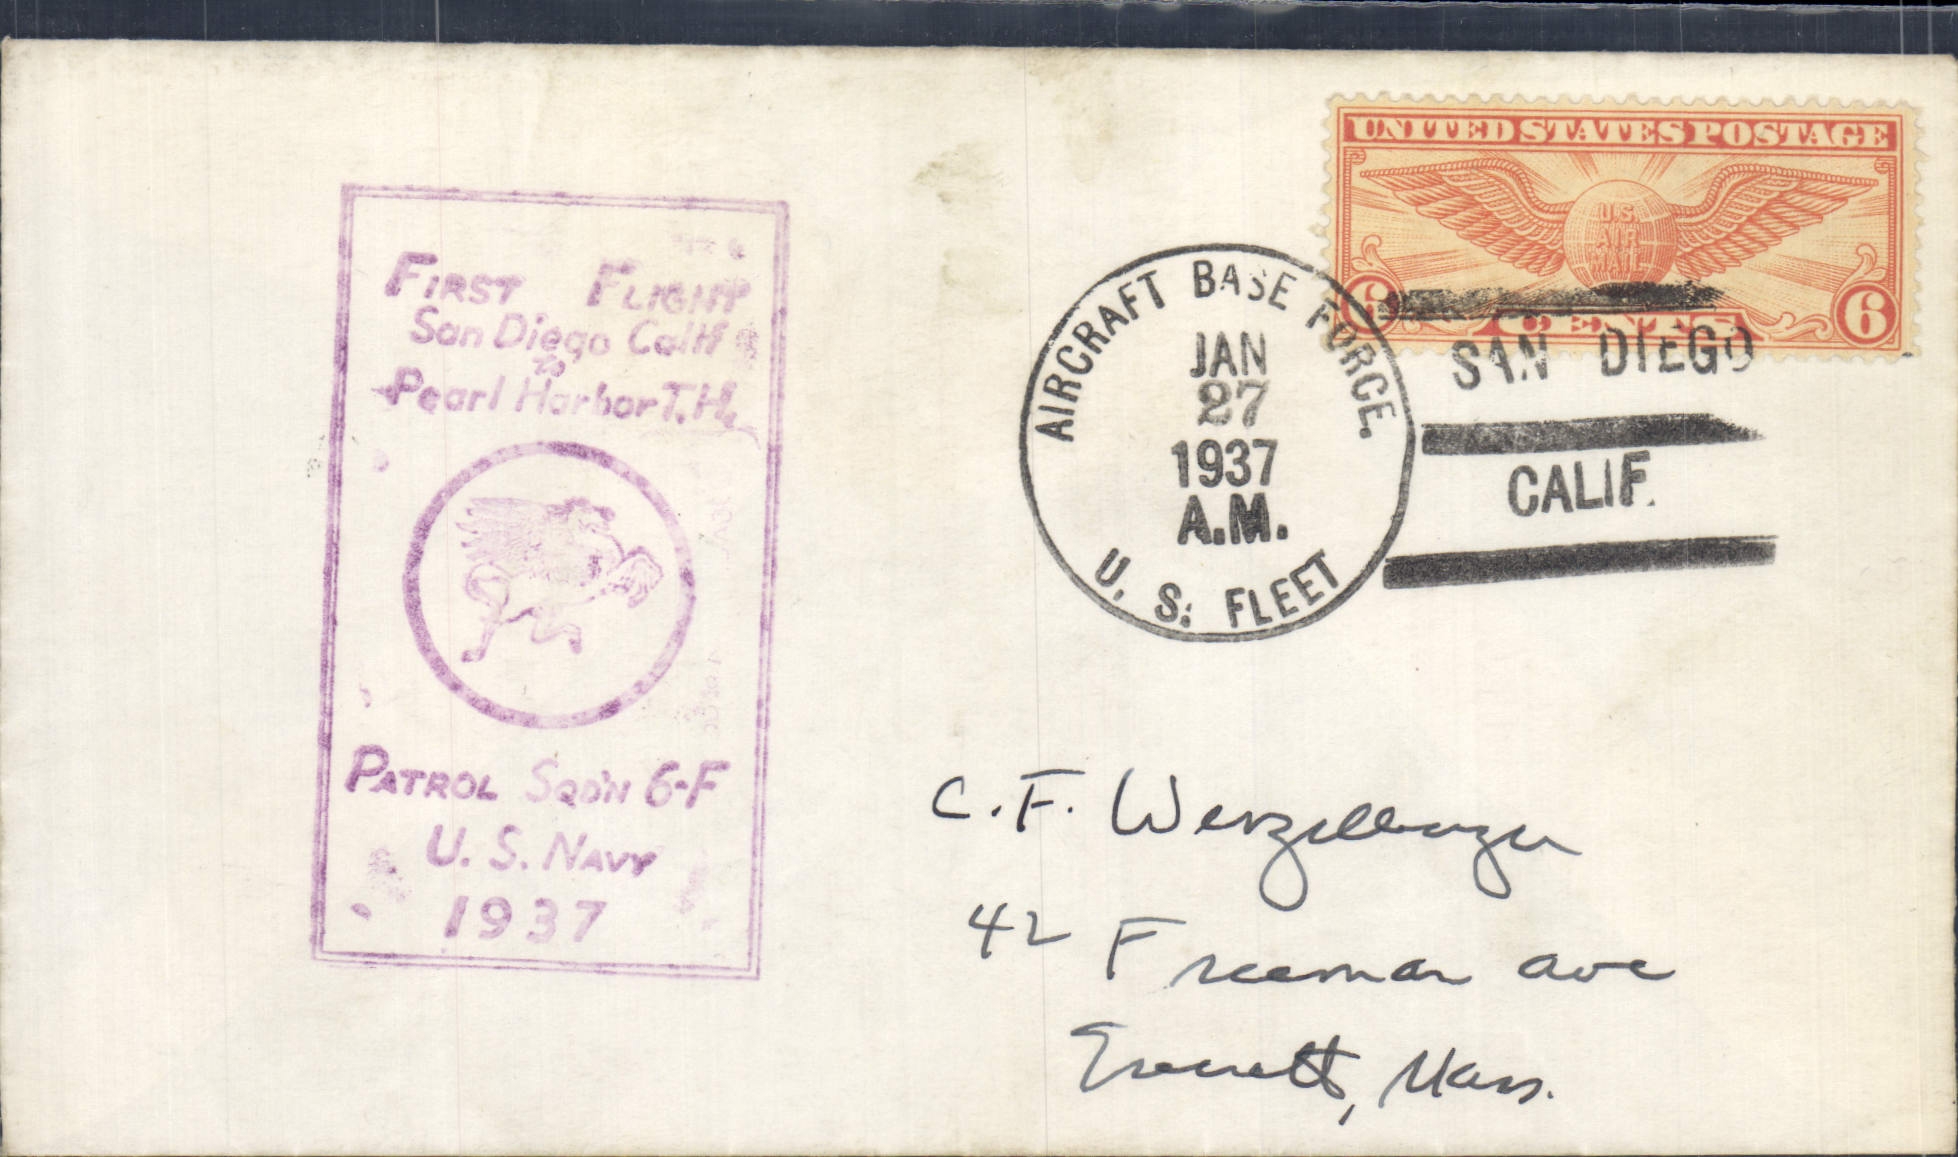 FIRST FLIGHT
San Diego Calif
To
Pearl Harbor T.H.
PATROL SQD'N 6-F
U. S. NAVY
1937
AIRCRAFT BASE FORCE.
JAN
27
1937
A.M.
U. S. FLEET
UNITED STATES POSTAGE
U.S.
AIR
MAIL
6 CENTS 6
SAN DIEGO
CALIF.
C. F.
42 Freeman ave
Everett, Mass.